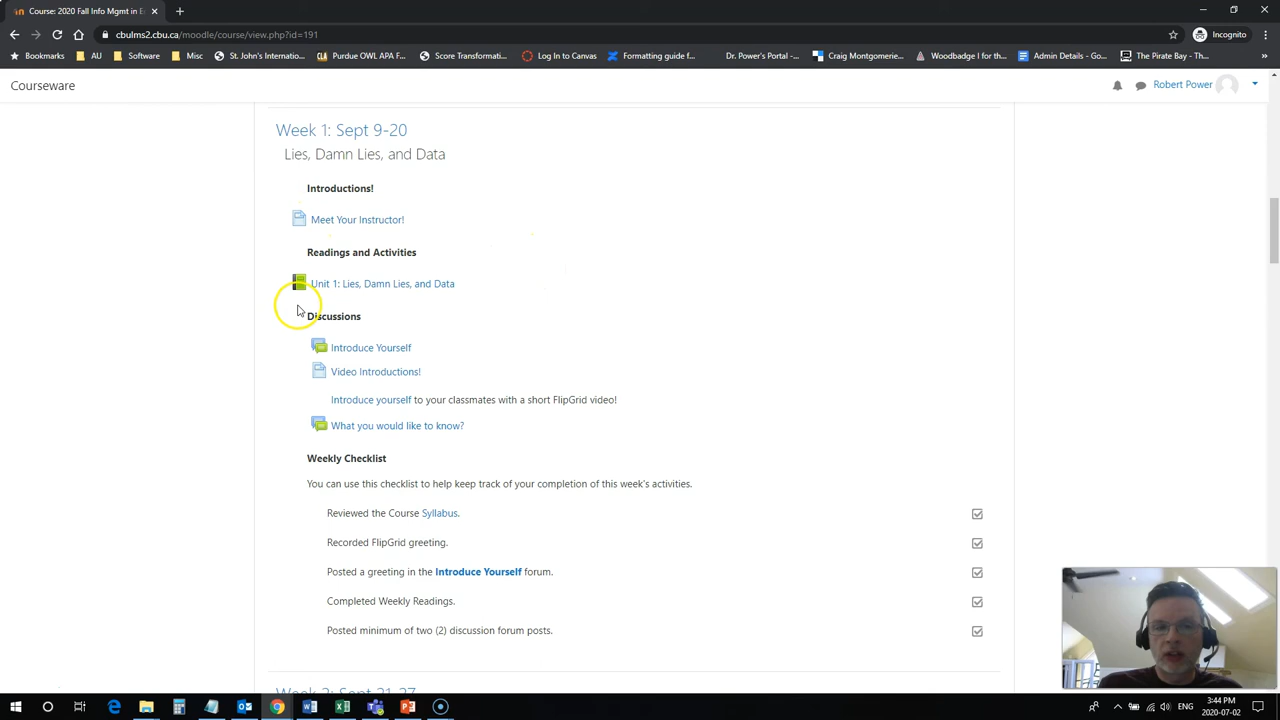 Course: 2020 Fall Info Mgmt in E
cbulms2.cbu.ca/moodle/course/view.php?id=191
Incognito
Bookmarks
AU
Software
Misc
St. John's Internatio...
Purdue OWL APA F...
Score Transformati...
Log In to Canvas
Formatting guide f...
Dr. Power's Portal -...
Craig Montgomerie...
Woodbadge I for th...
Admin Details - Go...
The Pirate Bay - Th...
»
Courseware
Robert Power
Week 1: Sept 9-20
Lies, Damn Lies, and Data
Introductions!
Meet Your Instructor!
Readings and Activities
Unit 1: Lies, Damn Lies, and Data
Discussions
Introduce Yourself
Video Introductions!
Introduce yourself to your classmates with a short FlipGrid video!
What you would like to know?
Weekly Checklist
You can use this checklist to help keep track of your completion of this week's activities.
Reviewed the Course Syllabus.
Recorded FlipGrid greeting.
Posted a greeting in the Introduce Yourself forum.
Completed Weekly Readings.
Posted minimum of two (2) discussion forum posts.
Week 2: Sept 21-27
ENG
3:44 PM
2020-07-02